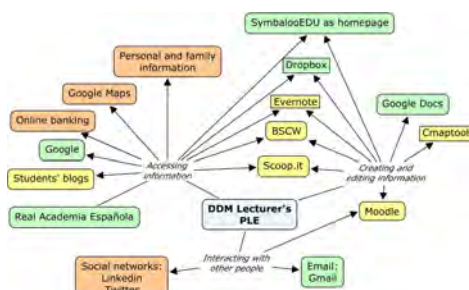 SymbalooEDU as homepage
Personal and family
information
Dropbox
Google Maps
Evernote
Google Docs
Online banking
BSCW
Cmaptools
Google
Accessing
information
Scoop.it
Creating and
editing information
Students' blogs
Real Academia Española
DDM Lecturer's
PLE
Moodle
Interacting with
other people
Social networks:
Linkedin
Twitter
Email:
Gmail